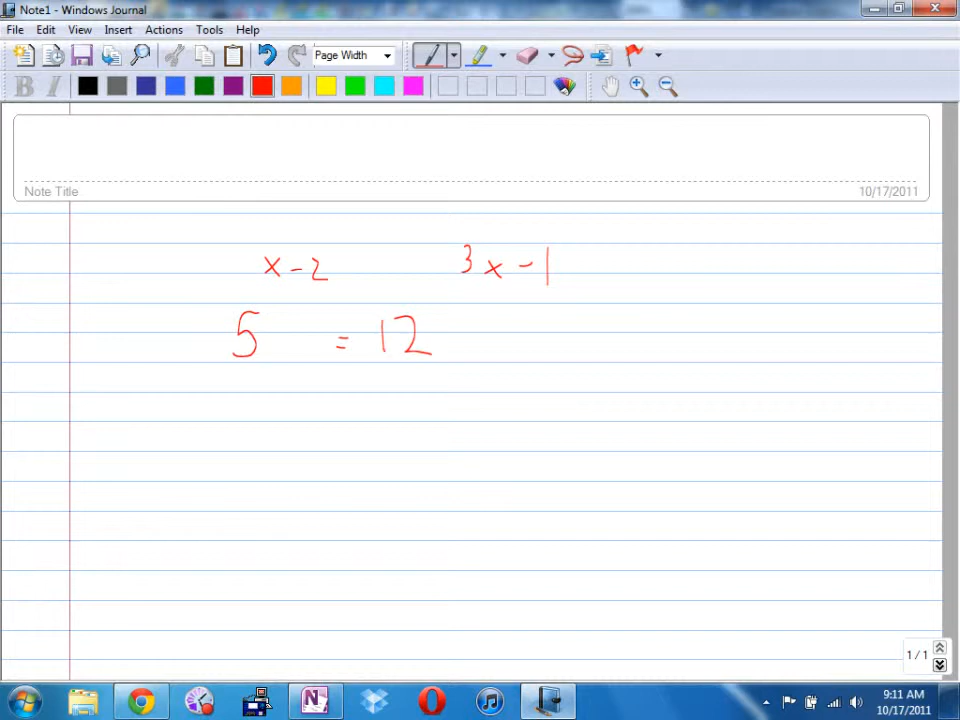 Note1 - Windows Journal
File Edit View Insert Actions Tools Help
Page Width
B I
Note Title 10/17/2011
x-2 3x-1
5 = 12
1 / 1
9:11 AM
10/17/2011